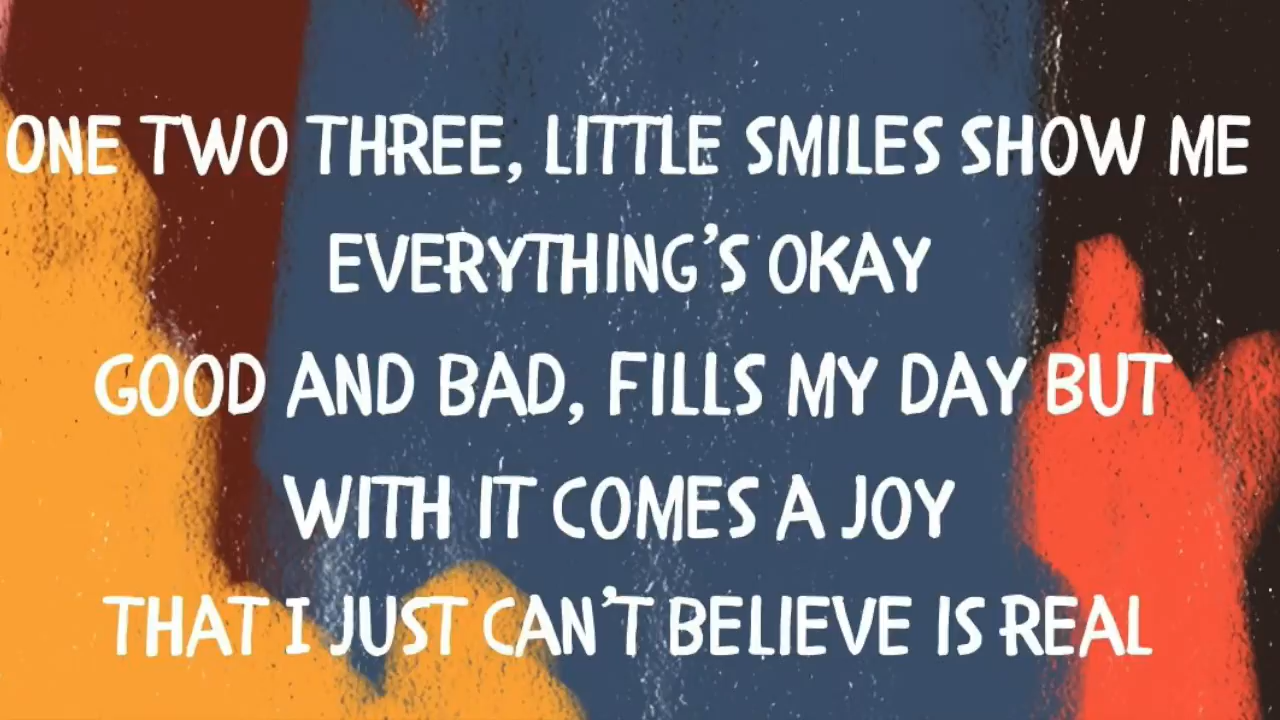 ONE TWO THREE, LITTLE SMILES SHOW ME
EVERYTHING'S OKAY
GOOD AND BAD, FILLS MY DAY BUT
WITH IT COMES A JOY
THAT I JUST CAN'T BELIEVE IS REAL